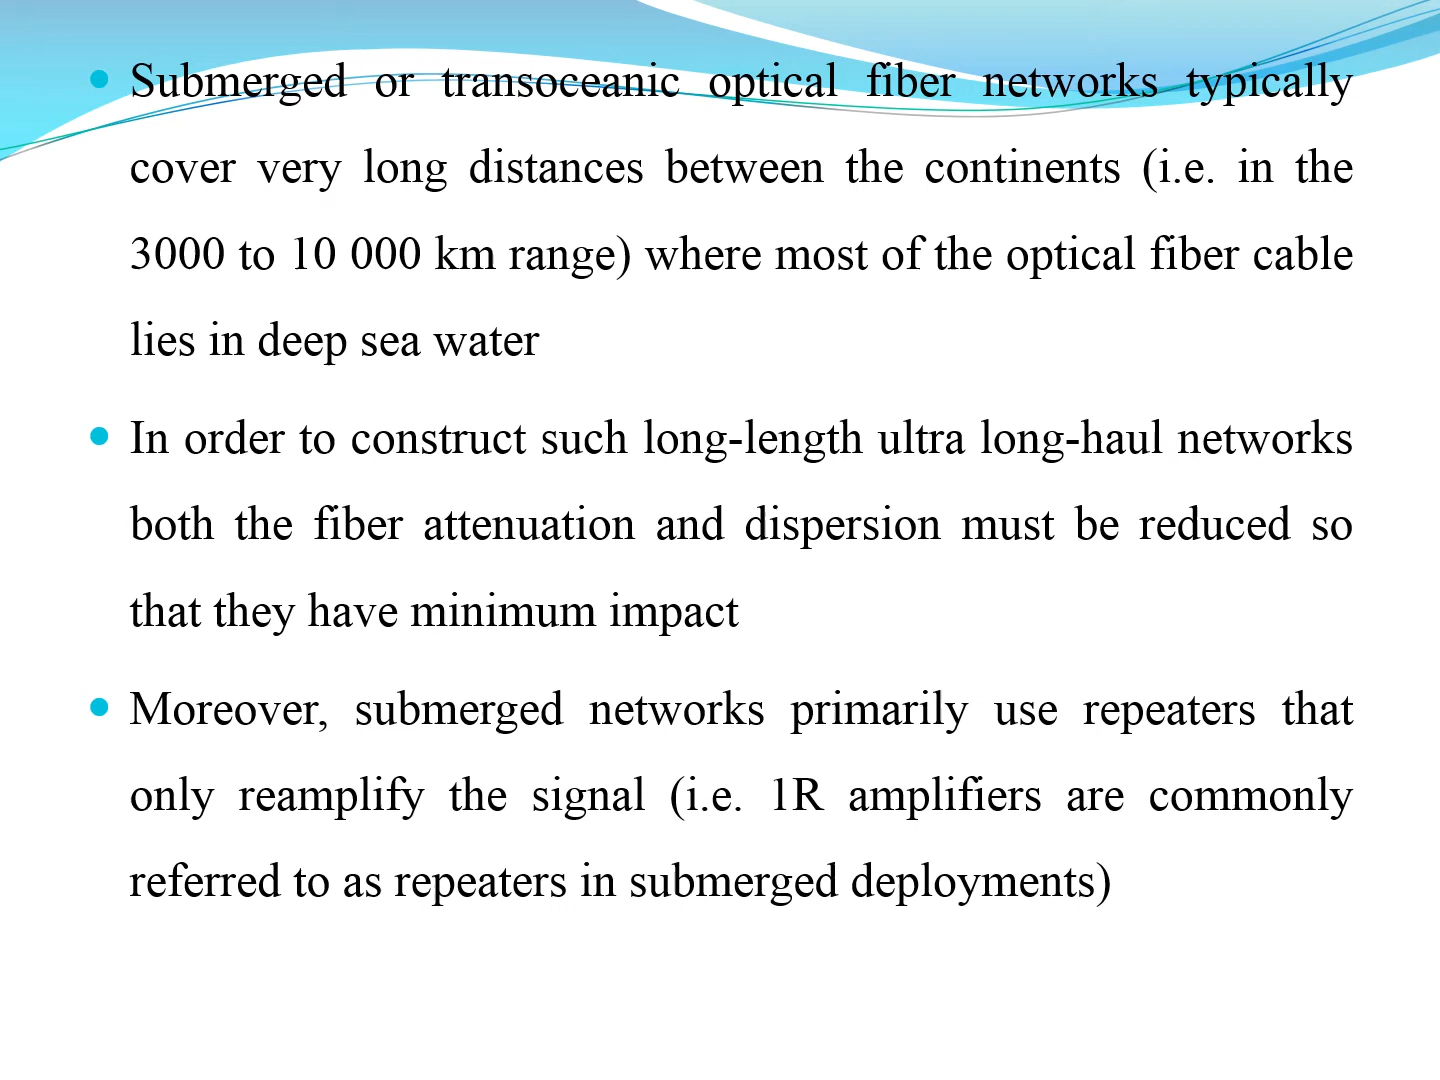 Submerged or transoceanic optical fiber networks typically
cover very long distances between the continents (i.e. in the
3000 to 10 000 km range) where most of the optical fiber cable
lies in deep sea water
In order to construct such long-length ultra long-haul networks
both the fiber attenuation and dispersion must be reduced so
that they have minimum impact
Moreover, submerged networks primarily use repeaters that
only reamplify the signal (i.e. 1R amplifiers are commonly
referred to as repeaters in submerged deployments)